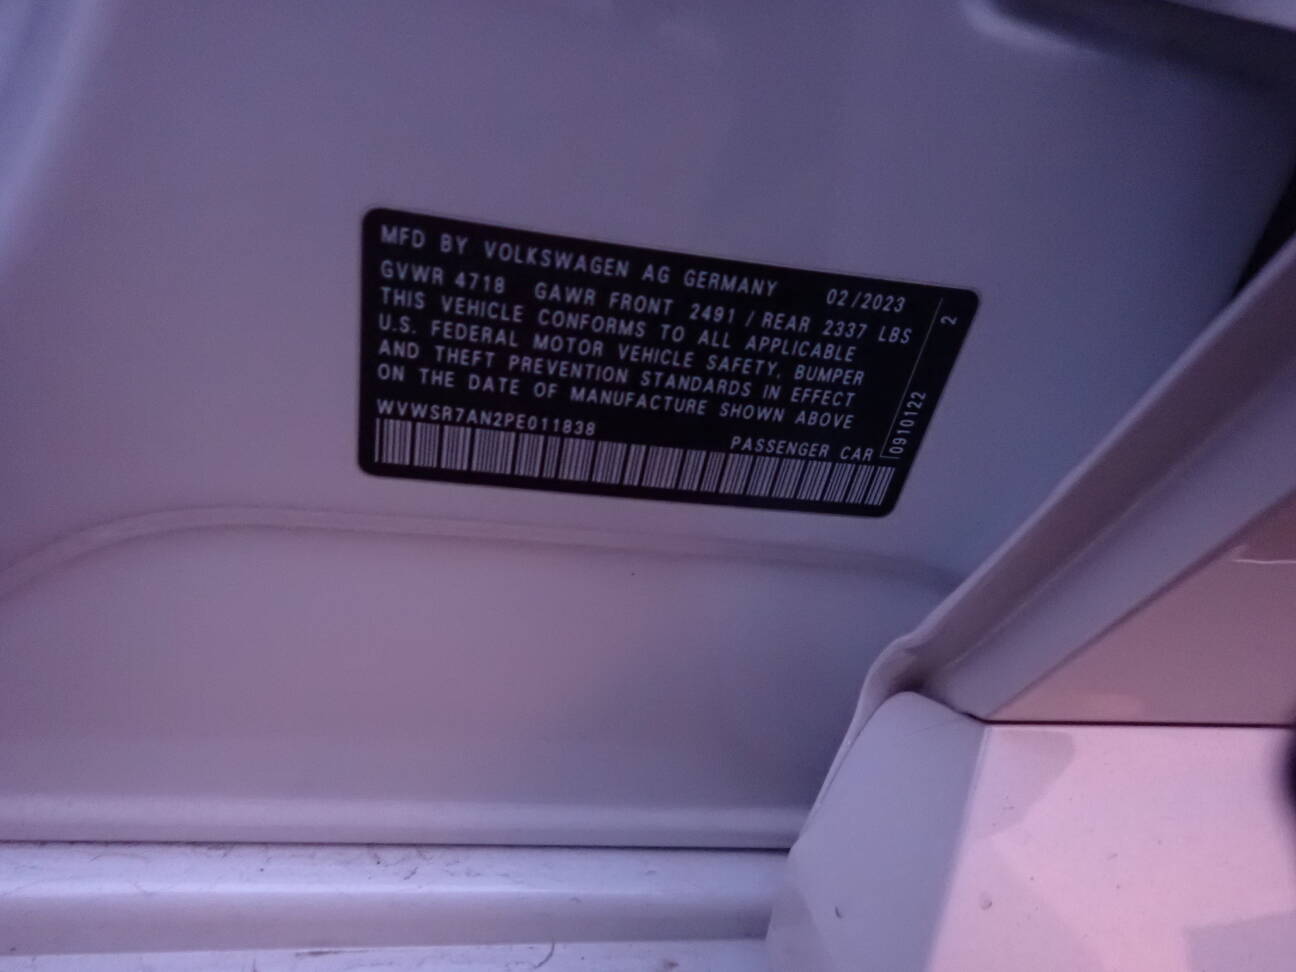 MFD BY VOLKSWAGEN AG GERMANY 02/2023
GVWR 4718 GAWR FRONT 2491 / REAR 2337 LBS
THIS VEHICLE CONFORMS TO ALL APPLICABLE
U.S. FEDERAL MOTOR VEHICLE SAFETY, BUMPER
AND THEFT PREVENTION STANDARDS IN EFFECT
ON THE DATE OF MANUFACTURE SHOWN ABOVE
WVWSR7AN2PE011838
PASSENGER CAR
0910122
2